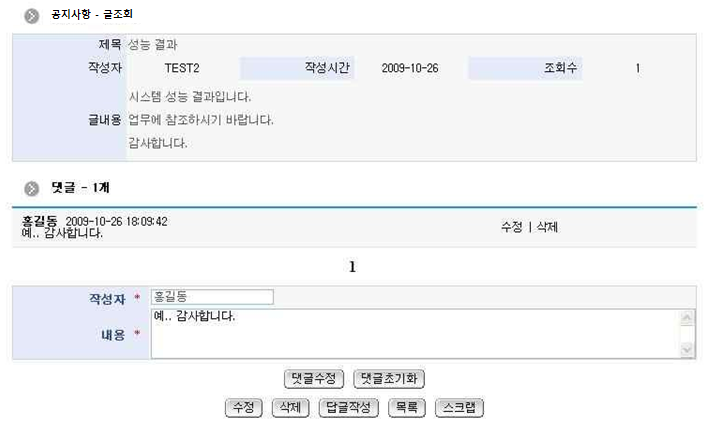 공지사항 - 글조회
제목 성능 결과
작성자 TEST2 작성시간 2009-10-26 조회수 1
시스템 성능 결과입니다.
글내용 업무에 참조하시기 바랍니다.
감사합니다.
댓글 - 1개
홍길동 2009-10-26 18:09:42
예.. 감사합니다.
수정 | 삭제
1
작성자 * 홍길동
내용 * 예.. 감사합니다.
댓글수정 댓글초기화
수정 삭제 답글작성 목록 스크랩